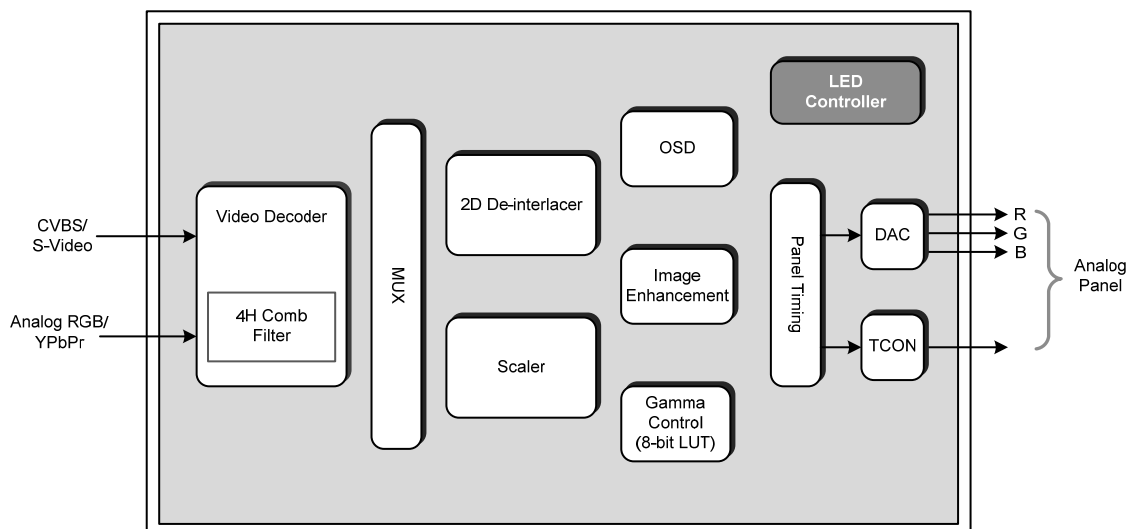 LED
Controller
OSD
2D De-interlacer
Video Decoder
CVBS/
S-Video
MUX
Panel Timing
DAC
R
G
B
Analog
Panel
Image
Enhancement
4H Comb
Filter
Analog RGB/
YPbPr
Scaler
TCON
Gamma
Control
(8-bit LUT)